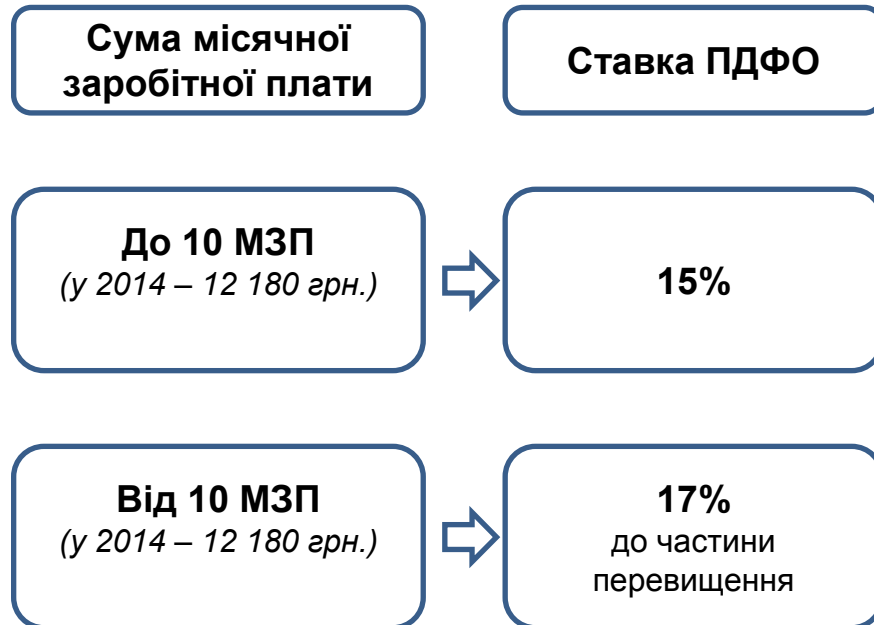 Сума місячної
заробітної плати
Ставка ПДФО
До 10 МЗП
(у 2014 – 12 180 грн.)
15%
Від 10 МЗП
(у 2014 – 12 180 грн.)
17%
до частини
перевищення